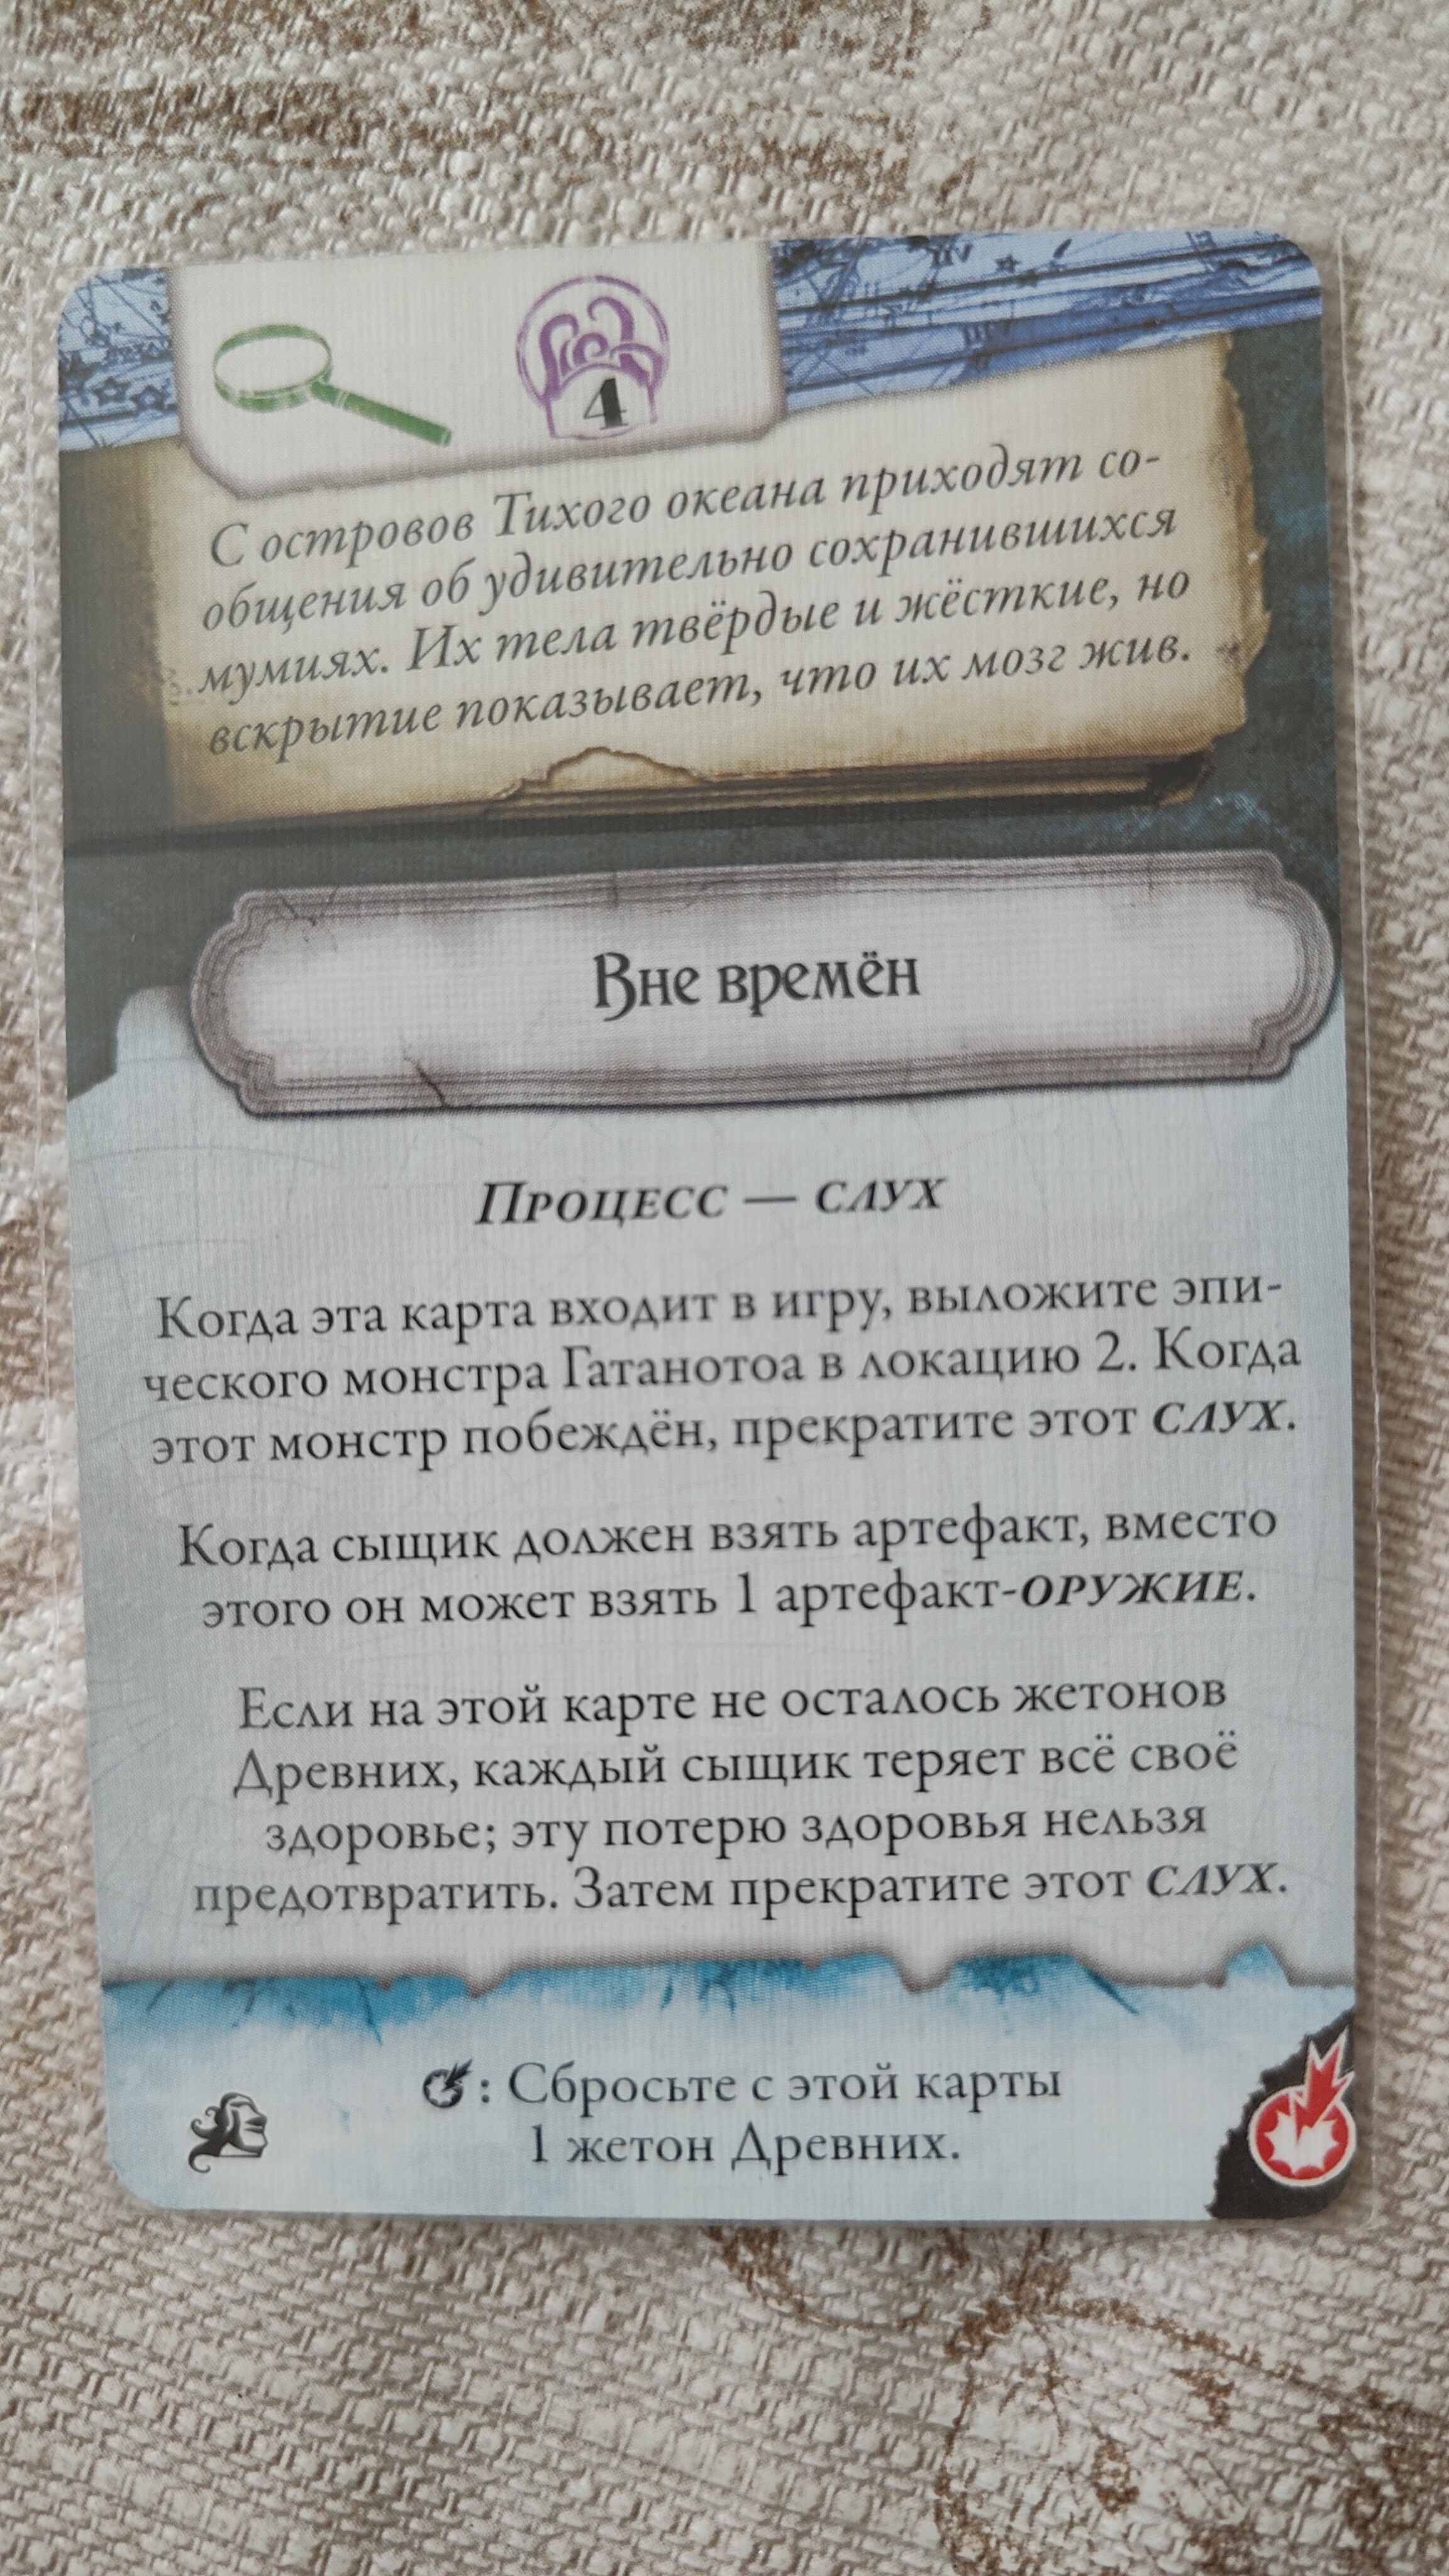 4
С островов Тихого океана приходят со-
общения об удивительно сохранившихся
мумиях. Их тела твёрдые и жёсткие, но
вскрытие показывает, что их мозг жив.
Вне времён
ПРОЦЕСС — СЛУХ
Когда эта карта входит в игру, выложите эпи-
ческого монстра Гатанотоа в локацию 2. Когда
этот монстр побеждён, прекратите этот СЛУХ.
Когда сыщик должен взять артефакт, вместо
этого он может взять 1 артефакт-ОРУЖИЕ.
Если на этой карте не осталось жетонов
Древних, каждый сыщик теряет всё своё
здоровье; эту потерю здоровья нельзя
предотвратить. Затем прекратите этот СЛУХ.
: Сбросьте с этой карты
1 жетон Древних.